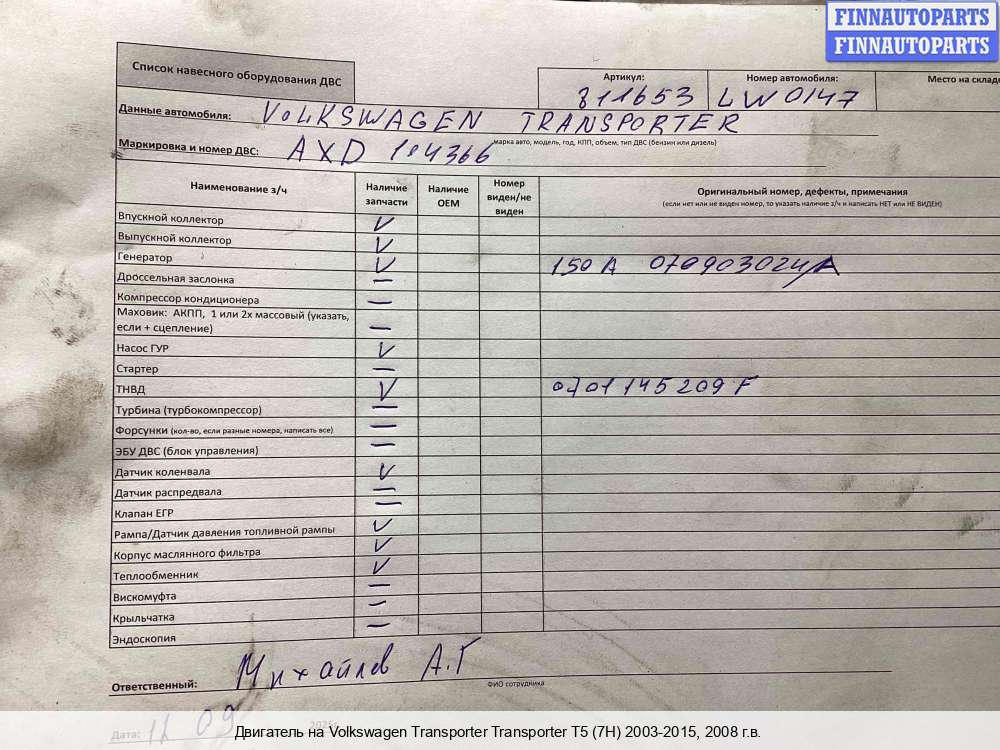 FINNAUTOPARTS
FINNAUTOPARTS
Список навесного оборудования ДВС
Артикул: Номер автомобиля: Место на складе
311653 LW0147
Данные автомобиля: VOLKSWAGEN TRANSPORTER
марка авто, модель, год, КПП, объем, тип ДВС (бензин или дизель)
Маркировка и номер ДВС: AXD 184366
Наименование з/ч Наличие запчасти Наличие ОЕМ Номер виден/не виден Оригинальный номер, дефекты, примечания
(если нет или не виден номер, то указать наличие з/ч и написать НЕТ или НЕ ВИДЕН)
Впускной коллектор ✓
Выпускной коллектор ✓
Генератор ✓ 150 А 070903024A
Дроссельная заслонка —
Компрессор кондиционера —
Маховик: АКПП, 1 или 2х массовый (указать,
если + сцепление) —
Насос ГУР ✓
Стартер —
ТНВД ✓ 0701145209F
Турбина (турбокомпрессор) —
Форсунки (кол-во, если разные номера, написать все) —
ЭБУ ДВС (блок управления) —
Датчик коленвала ✓
Датчик распредвала —
Клапан ЕГР —
Рампа/Датчик давления топливной рампы ✓
Корпус маслянного фильтра ✓
Теплообменник ✓
Вискомуфта —
Крыльчатка —
Эндоскопия —
Ответственный: Михайлов А.Г
ФИО сотрудника
Дата:
Двигатель на Volkswagen Transporter Transporter T5 (7H) 2003-2015, 2008 г.в.